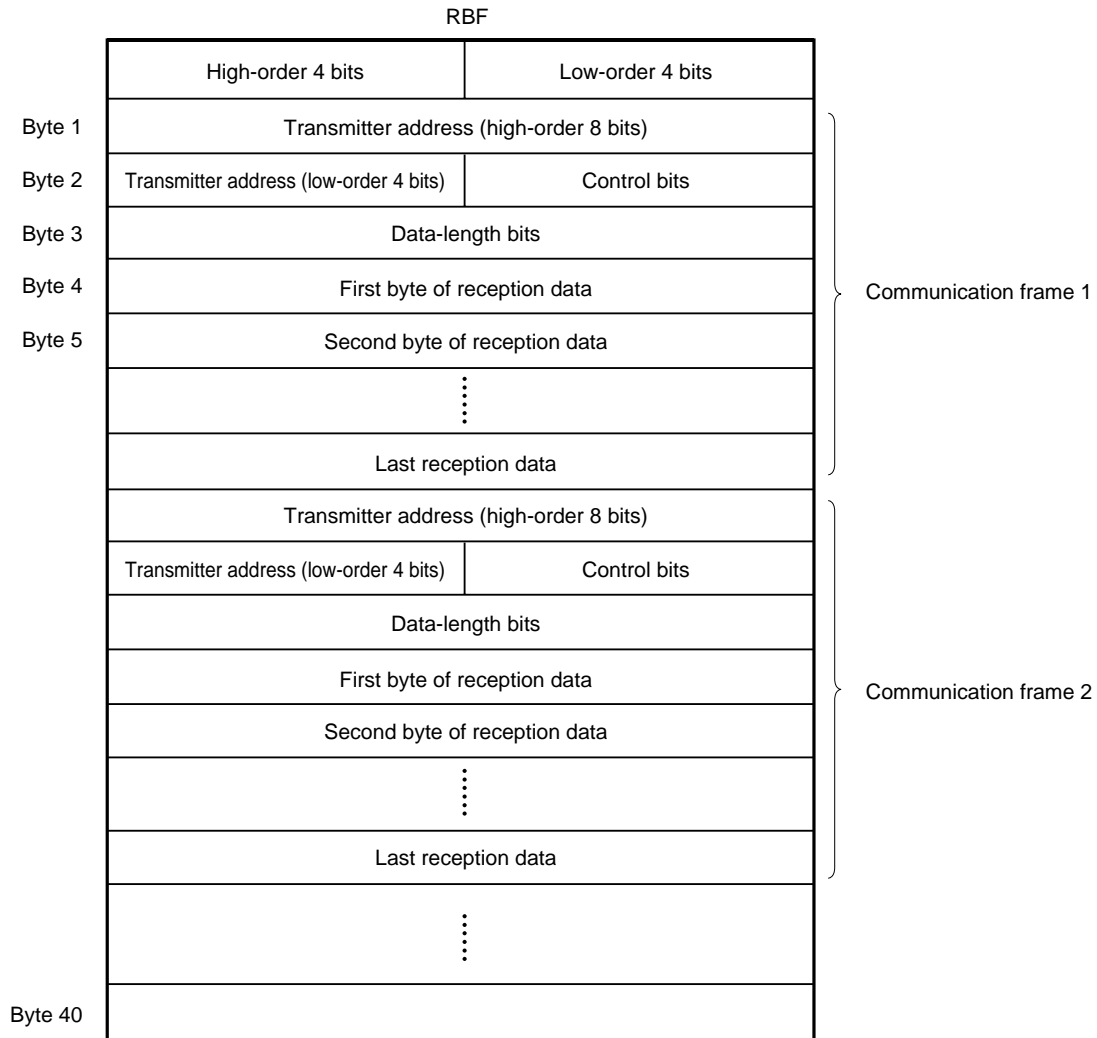 RBF
High-order 4 bits Low-order 4 bits
Byte 1 Transmitter address (high-order 8 bits)
Byte 2 Transmitter address (low-order 4 bits) Control bits
Byte 3 Data-length bits
Byte 4 First byte of reception data
Communication frame 1
Byte 5 Second byte of reception data
Last reception data
Transmitter address (high-order 8 bits)
Transmitter address (low-order 4 bits) Control bits
Data-length bits
First byte of reception data
Communication frame 2
Second byte of reception data
Last reception data
Byte 40